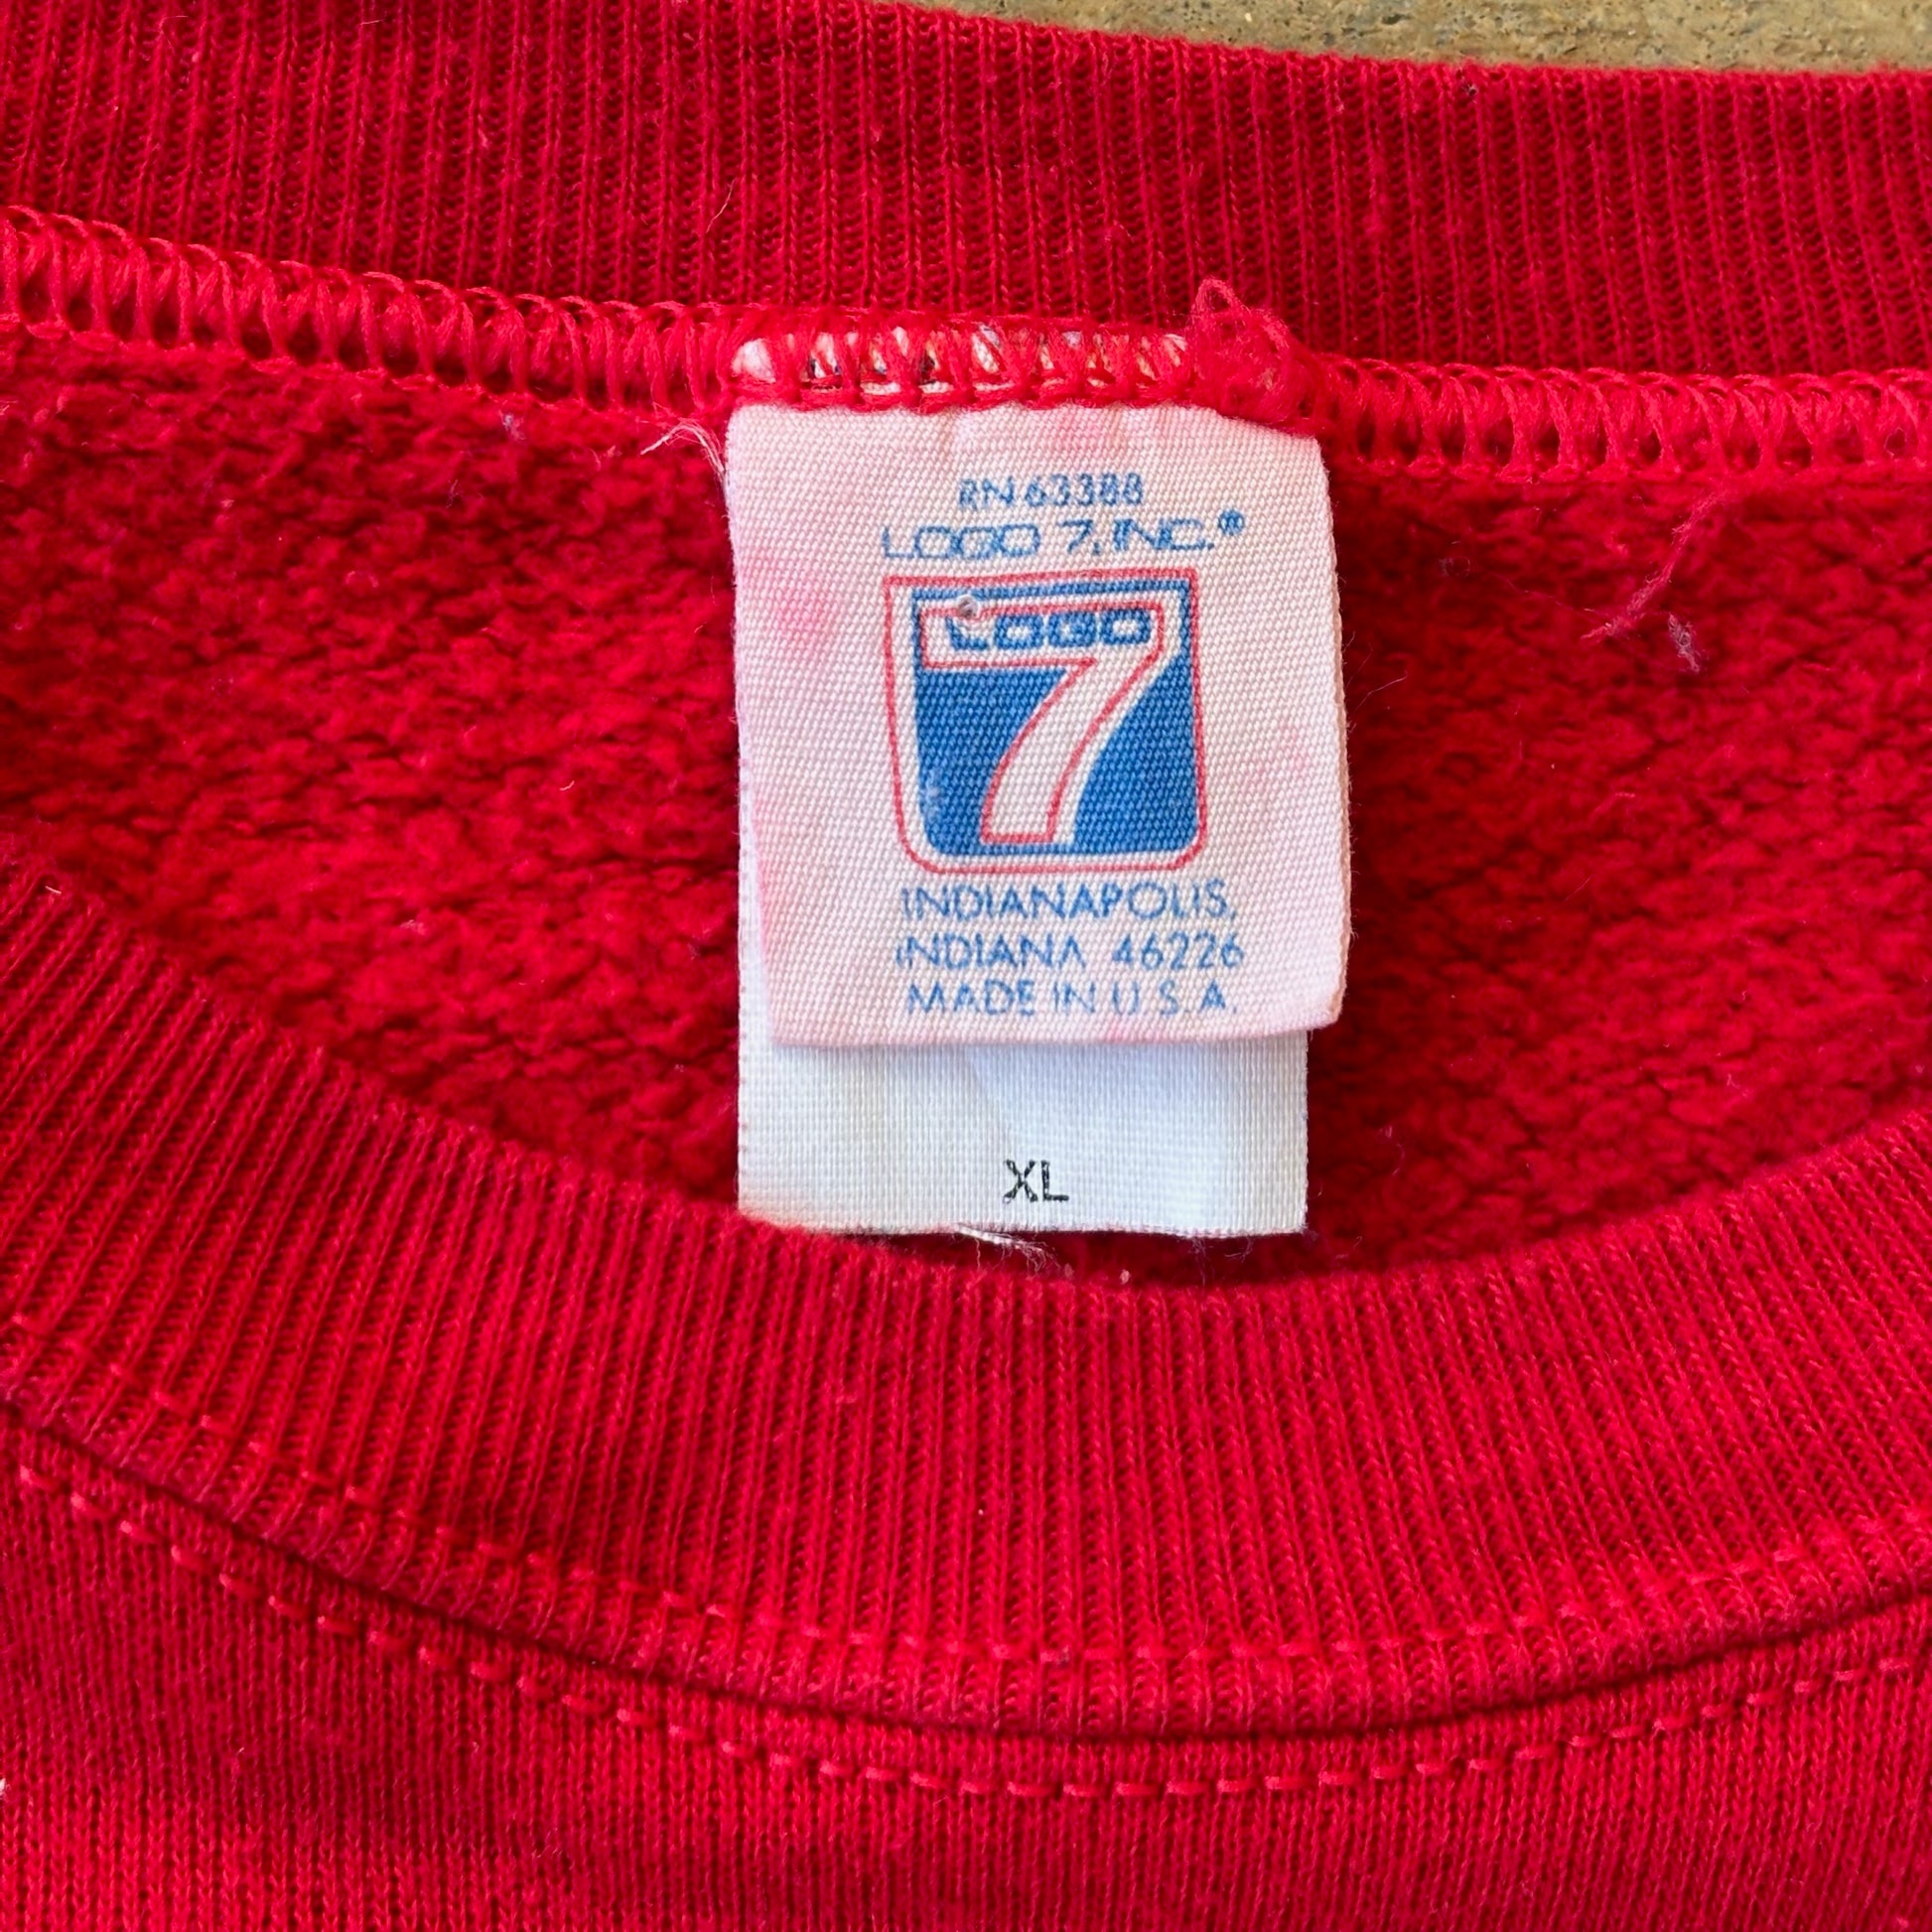 RN 63388
LOGO 7, INC.®
LOGO
7
INDIANAPOLIS,
INDIANA 46226
MADE IN U.S.A.
XL